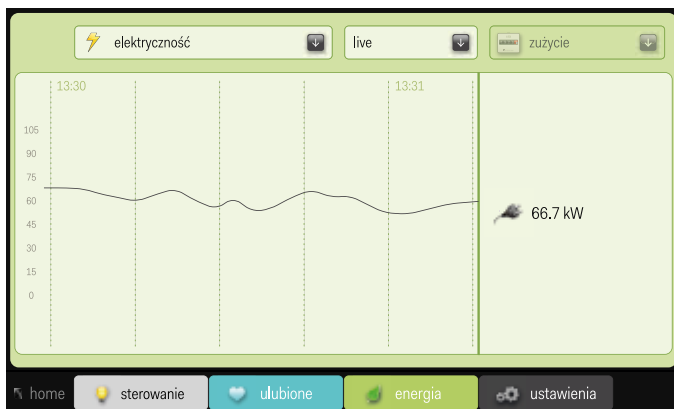 elektryczność
live
zużycie
13:30
13:31
105
90
75
60
45
30
15
0
66.7 kW
home
sterowanie
ulubione
energia
ustawienia